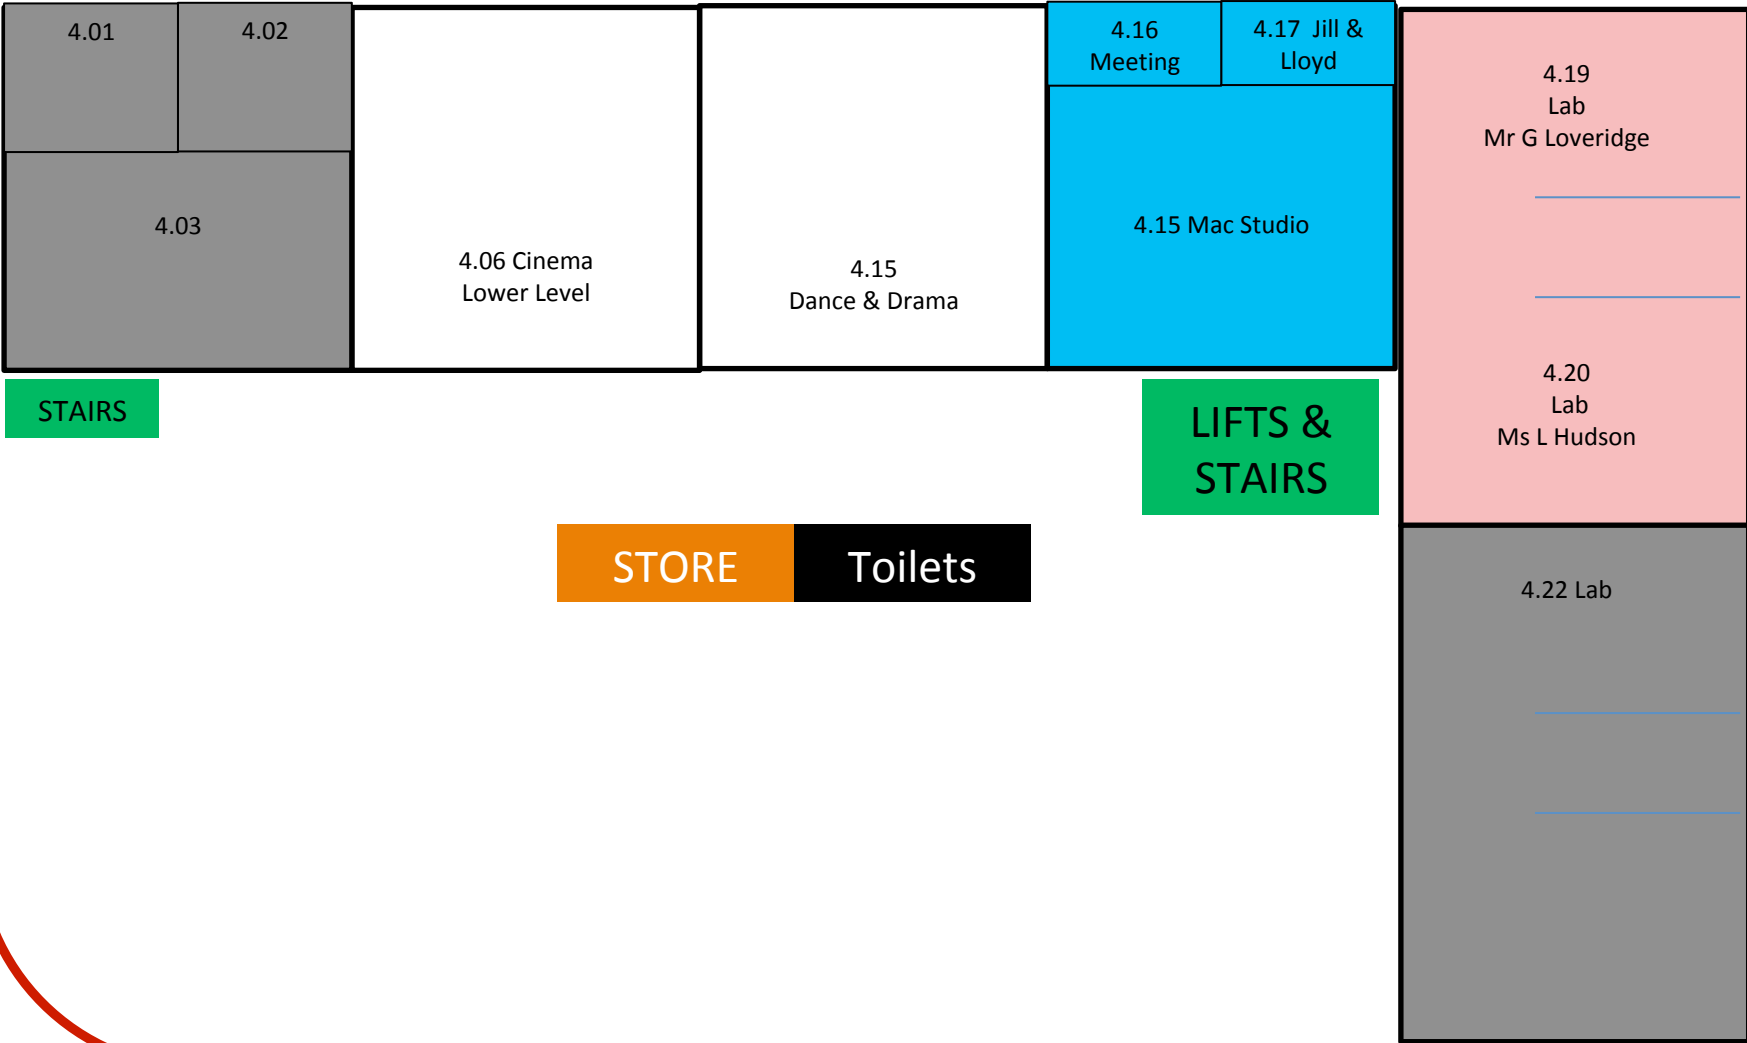 4.01
4.02
4.03
4.06 Cinema
Lower Level
4.15
Dance & Drama
4.16
Meeting
4.17 Jill &
Lloyd
4.15 Mac Studio
4.19
Lab
Mr G Loveridge
4.20
Lab
Ms L Hudson
STAIRS
LIFTS &
STAIRS
STORE
Toilets
4.22 Lab